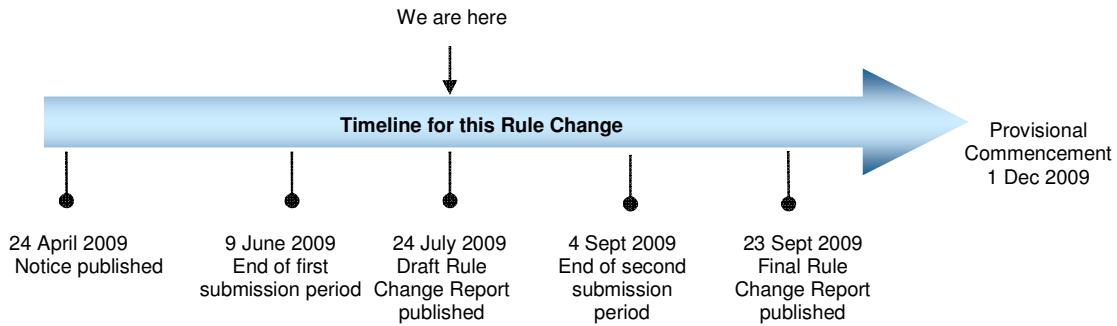 We are here
Timeline for this Rule Change
Provisional
Commencement
1 Dec 2009
24 April 2009
Notice published
9 June 2009
End of first
submission period
24 July 2009
Draft Rule
Change Report
published
4 Sept 2009
End of second
submission
period
23 Sept 2009
Final Rule
Change Report
published